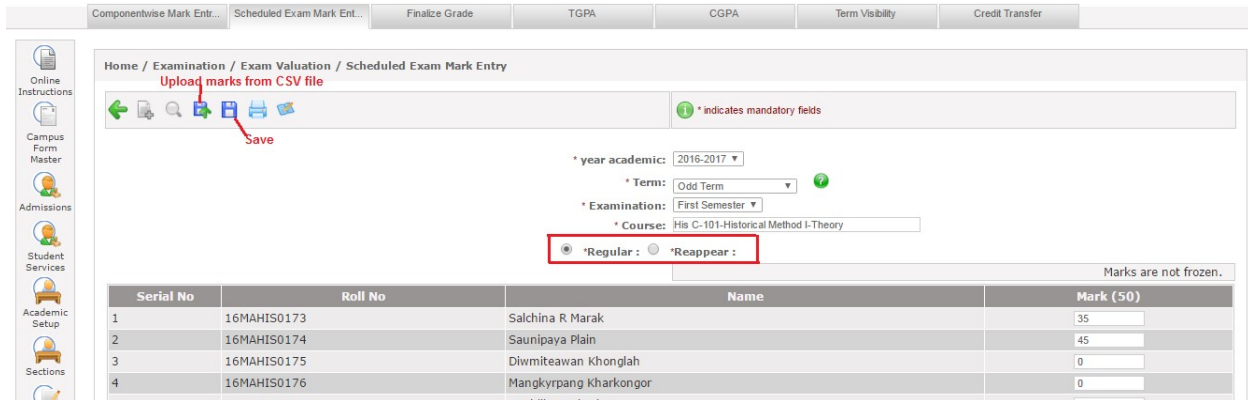 Componentwise Mark Entr... Scheduled Exam Mark Ent... Finalize Grade TGPA CGPA Term Visibility Credit Transfer
Online
Instructions
Campus
Form
Master
Admissions
Student
Services
Academic
Setup
Sections
Home / Examination / Exam Valuation / Scheduled Exam Mark Entry
Upload marks from CSV file
* indicates mandatory fields
Save
* year academic: 2016-2017
* Term: Odd Term
* Examination: First Semester
* Course: His C-101-Historical Method I-Theory
*Regular : *Reappear :
Marks are not frozen.
Serial No Roll No Name Mark (50)
1 16MAHIS0173 Salchina R Marak 35
2 16MAHIS0174 Saunipaya Plain 45
3 16MAHIS0175 Diwmiteawan Khonglah 0
4 16MAHIS0176 Mangkyrpang Kharkongor 0